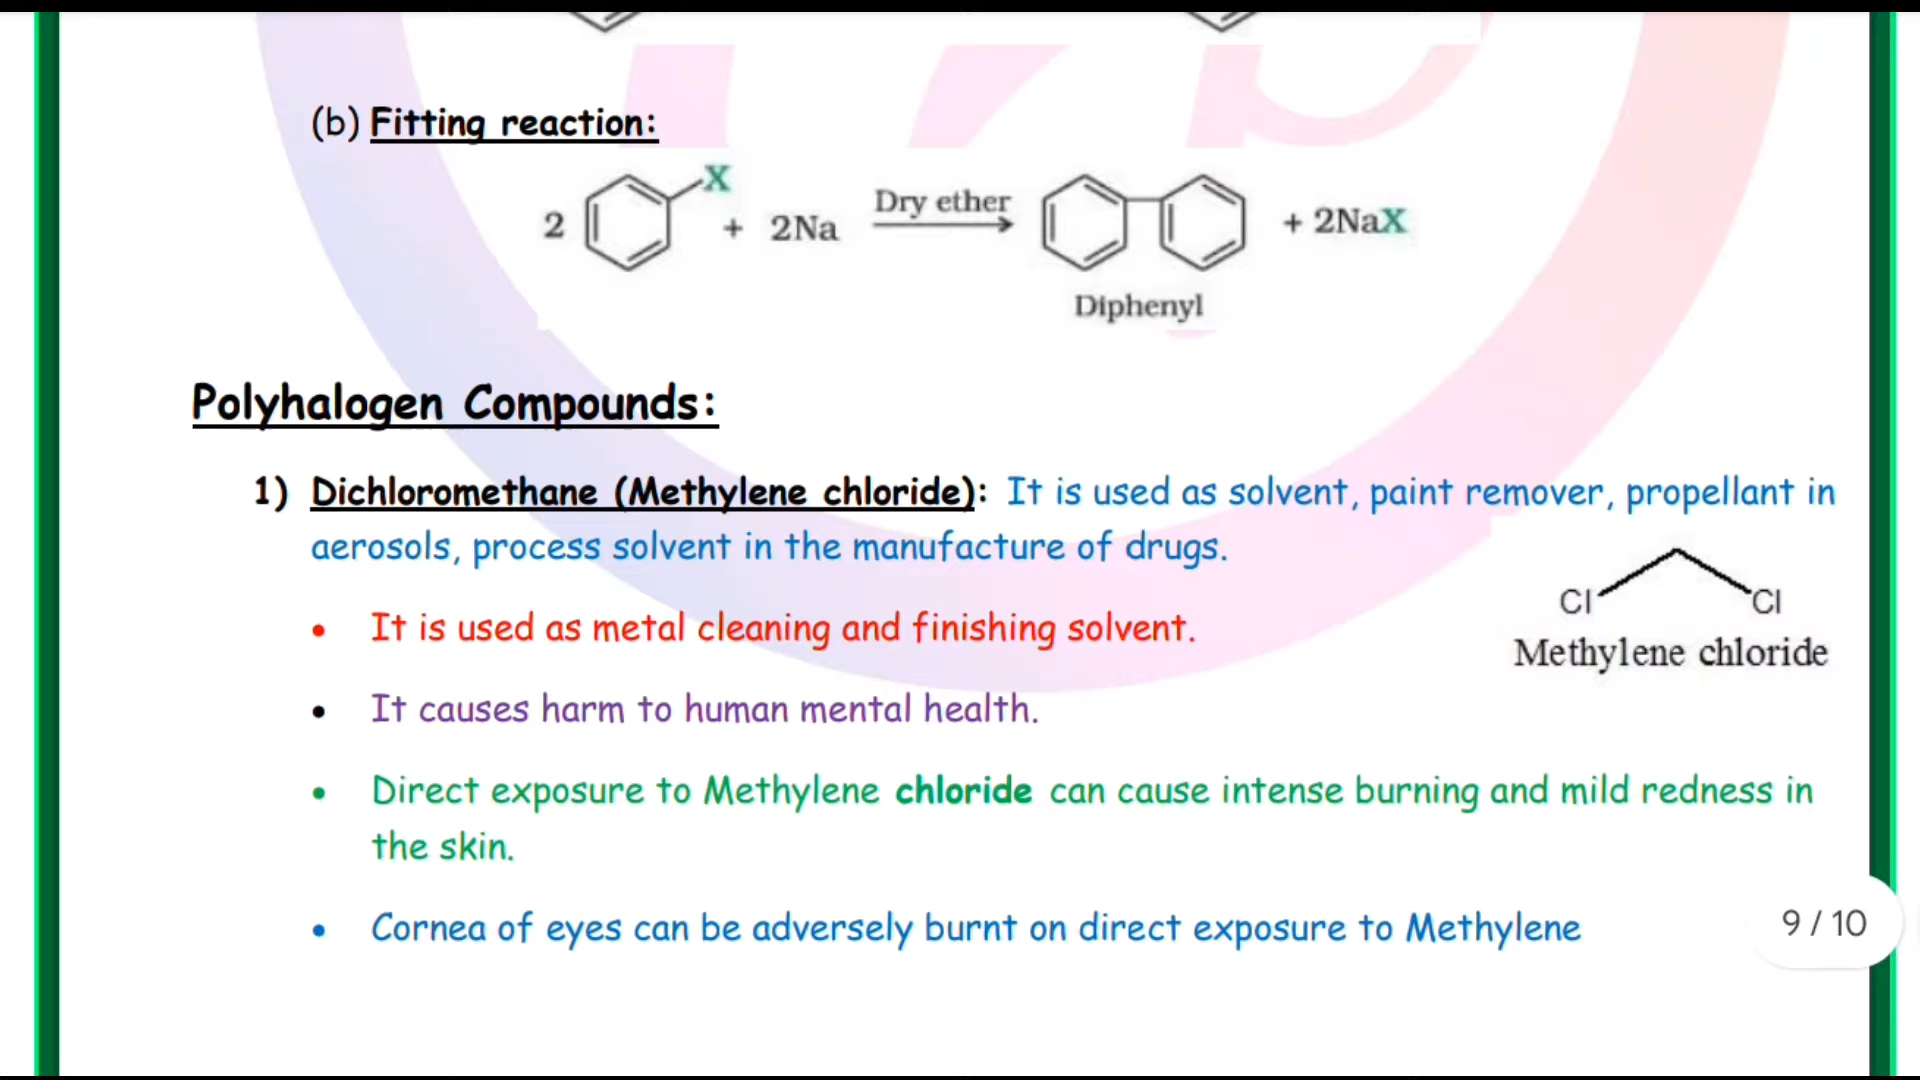 (b) Fitting reaction:
2 X + 2Na Dry ether + 2NaX
Diphenyl
Polyhalogen Compounds:
1) Dichloromethane (Methylene chloride): It is used as solvent, paint remover, propellant in
aerosols, process solvent in the manufacture of drugs.
Cl Cl
• It is used as metal cleaning and finishing solvent.
Methylene chloride
• It causes harm to human mental health.
• Direct exposure to Methylene chloride can cause intense burning and mild redness in
the skin.
• Cornea of eyes can be adversely burnt on direct exposure to Methylene
9 / 10